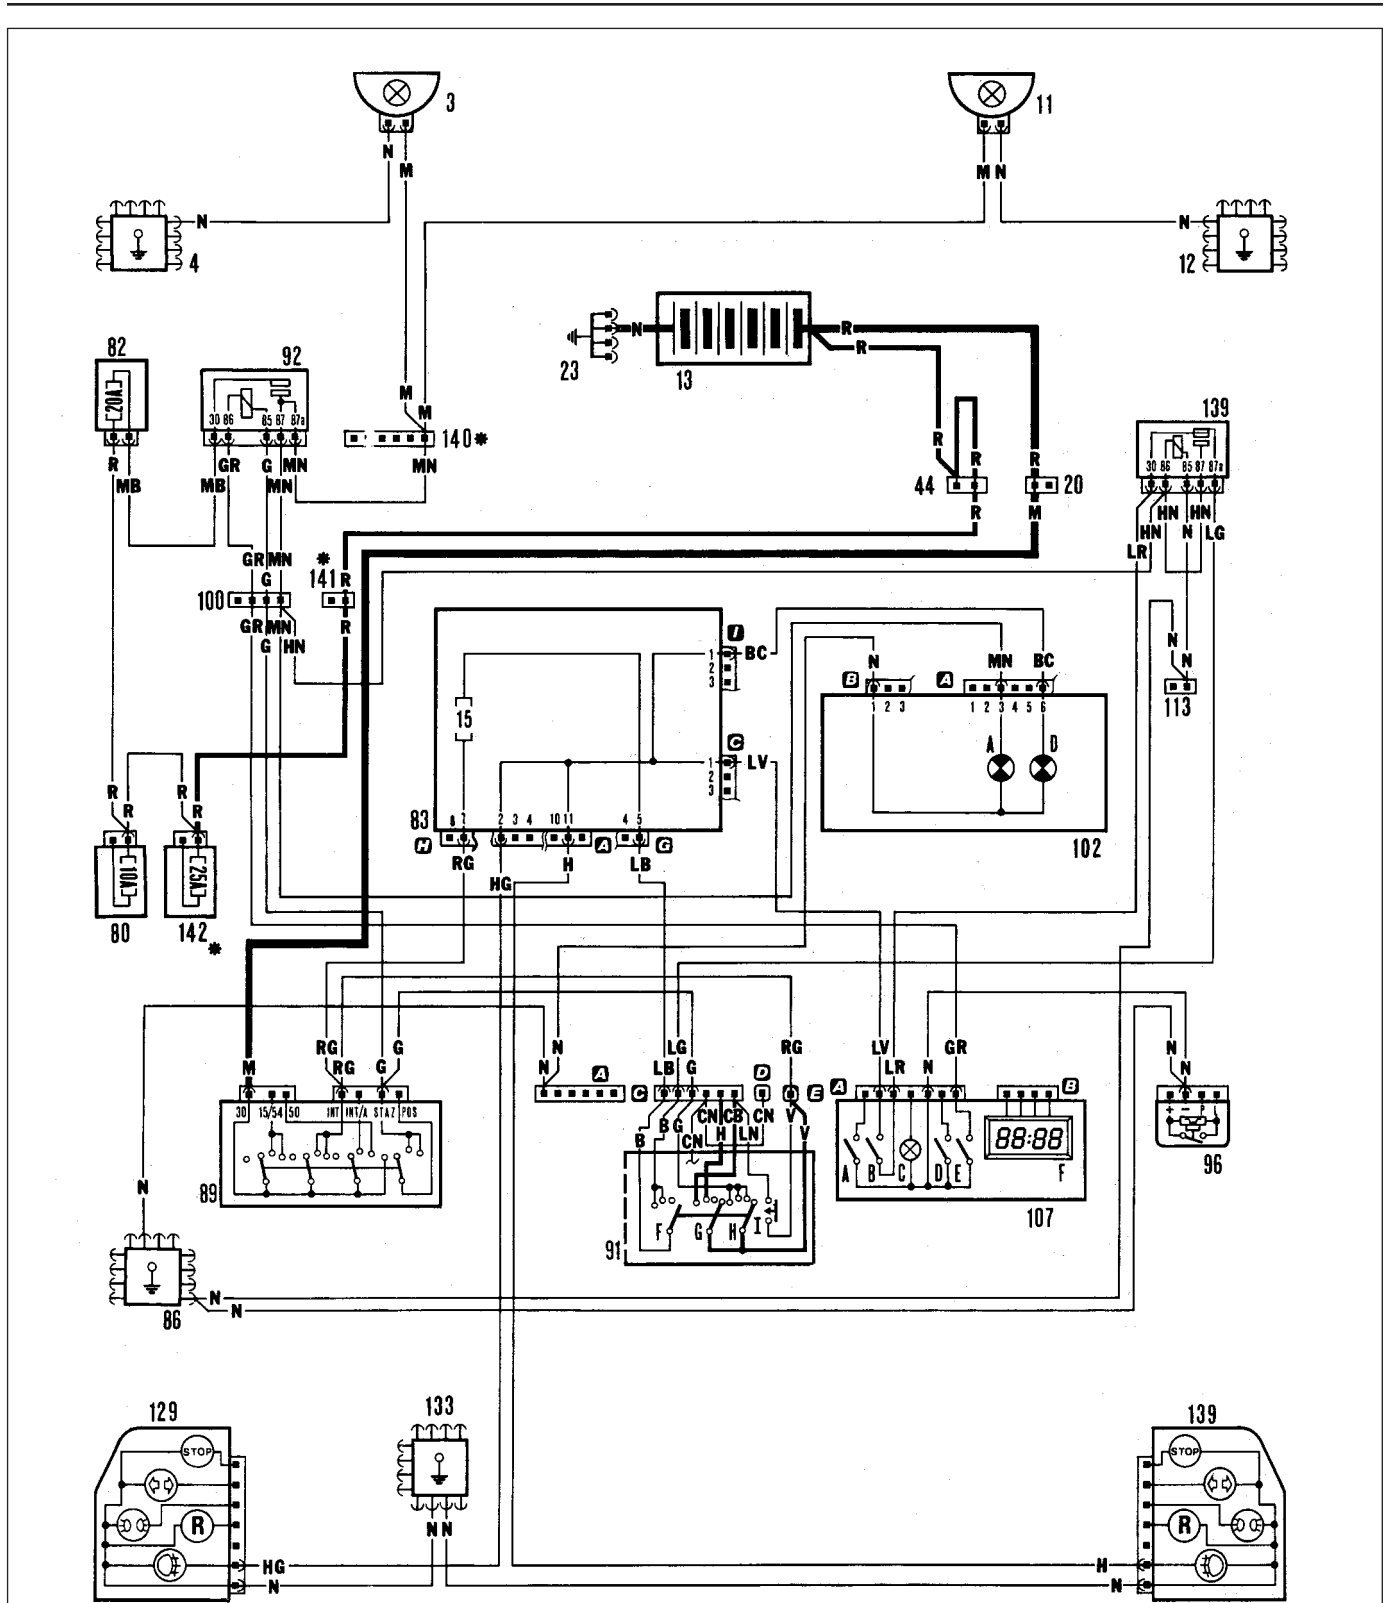 3
11
N
M
M N
N
4
N
12
N
R
R
23
13
82
92
139
20A
30 86 85 87 87a
M
M
140*
MN
30 86 85 87 87a
R
GR
G
MN
MB
MB
MN
R
R
R
44
20
R
M
HN
HN
HN
N
LG
LR
GR
MN
G
*
141
R
100
GR
MN
G
HN
R
I
1
2
3
BC
N
MN
BC
N
N
113
B
A
1 2 3
1 2 3 4 5 6
15
C
1
2
3
LV
A
D
83
8 7
2 3 4
10 11
4 5
H
A
G
102
RG
H
LB
HG
R
R
R
R
10A
25A
80
142
*
RG
RG
G
G
M
N
N
A
LG
LB
G
C
D
RG
E
LV
LR
N
GR
A
B
N
N
30
15/54
50
INT
INT/A
STAZ
POS
B
B
G
CN
CN
H
CB
LN
CN
V
V
88:88
+ - P L
A
B
C
D
E
F
96
89
N
F
G
H
I
91
107
86
N
N
129
133
139
STOP
STOP
R
R
N N
HG
N
H
N